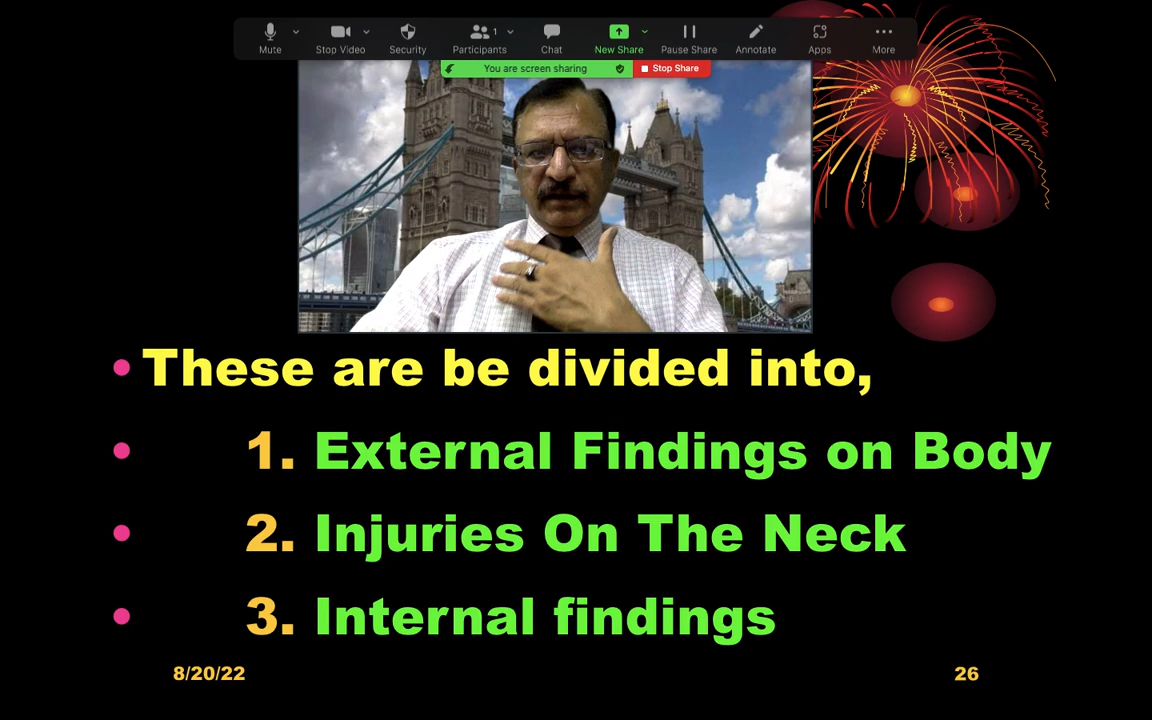 Mute Stop Video Security Participants 1 Chat New Share Pause Share Annotate Apps More
You are screen sharing Stop Share
• These are be divided into,
• 1. External Findings on Body
• 2. Injuries On The Neck
• 3. Internal findings
8/20/22 26